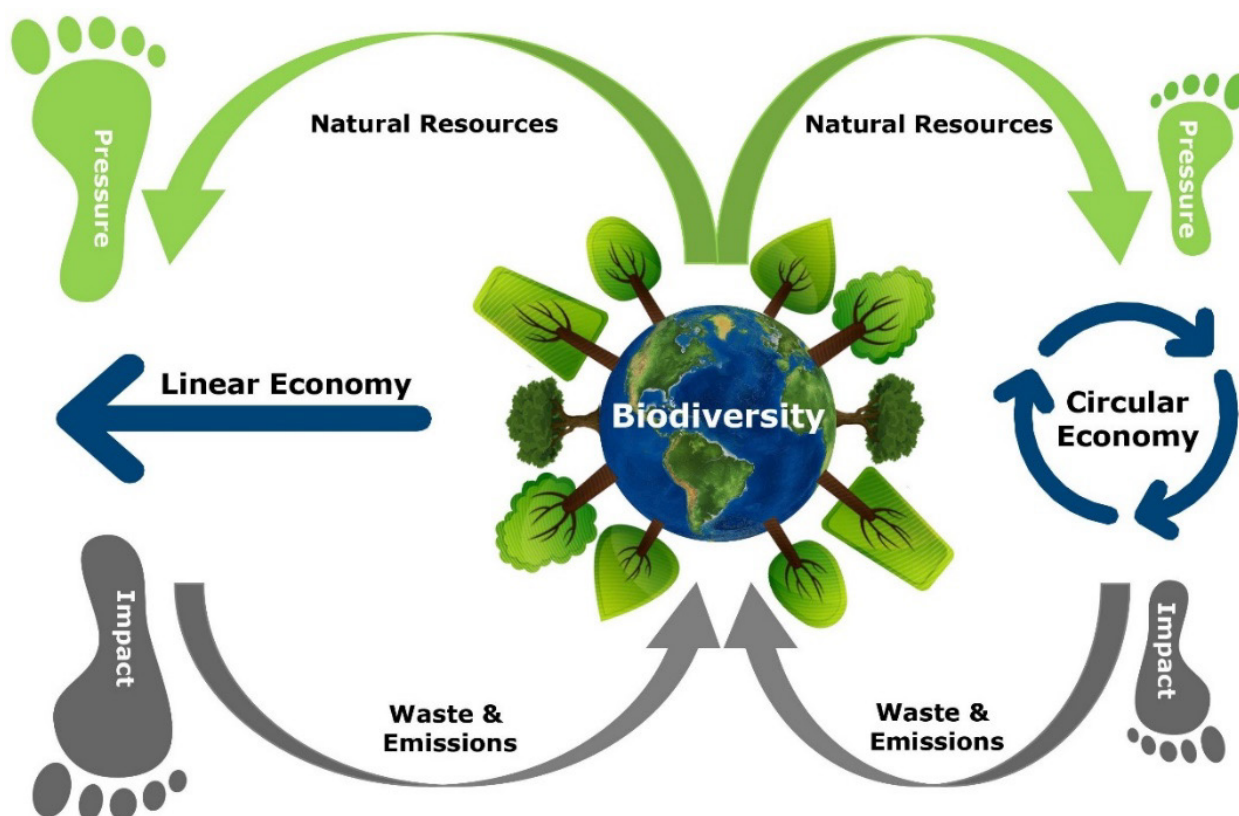 Pressure
Natural Resources
Natural Resources
Pressure
Linear Economy
Biodiversity
Circular
Economy
Impact
Waste &
Emissions
Waste &
Emissions
Impact